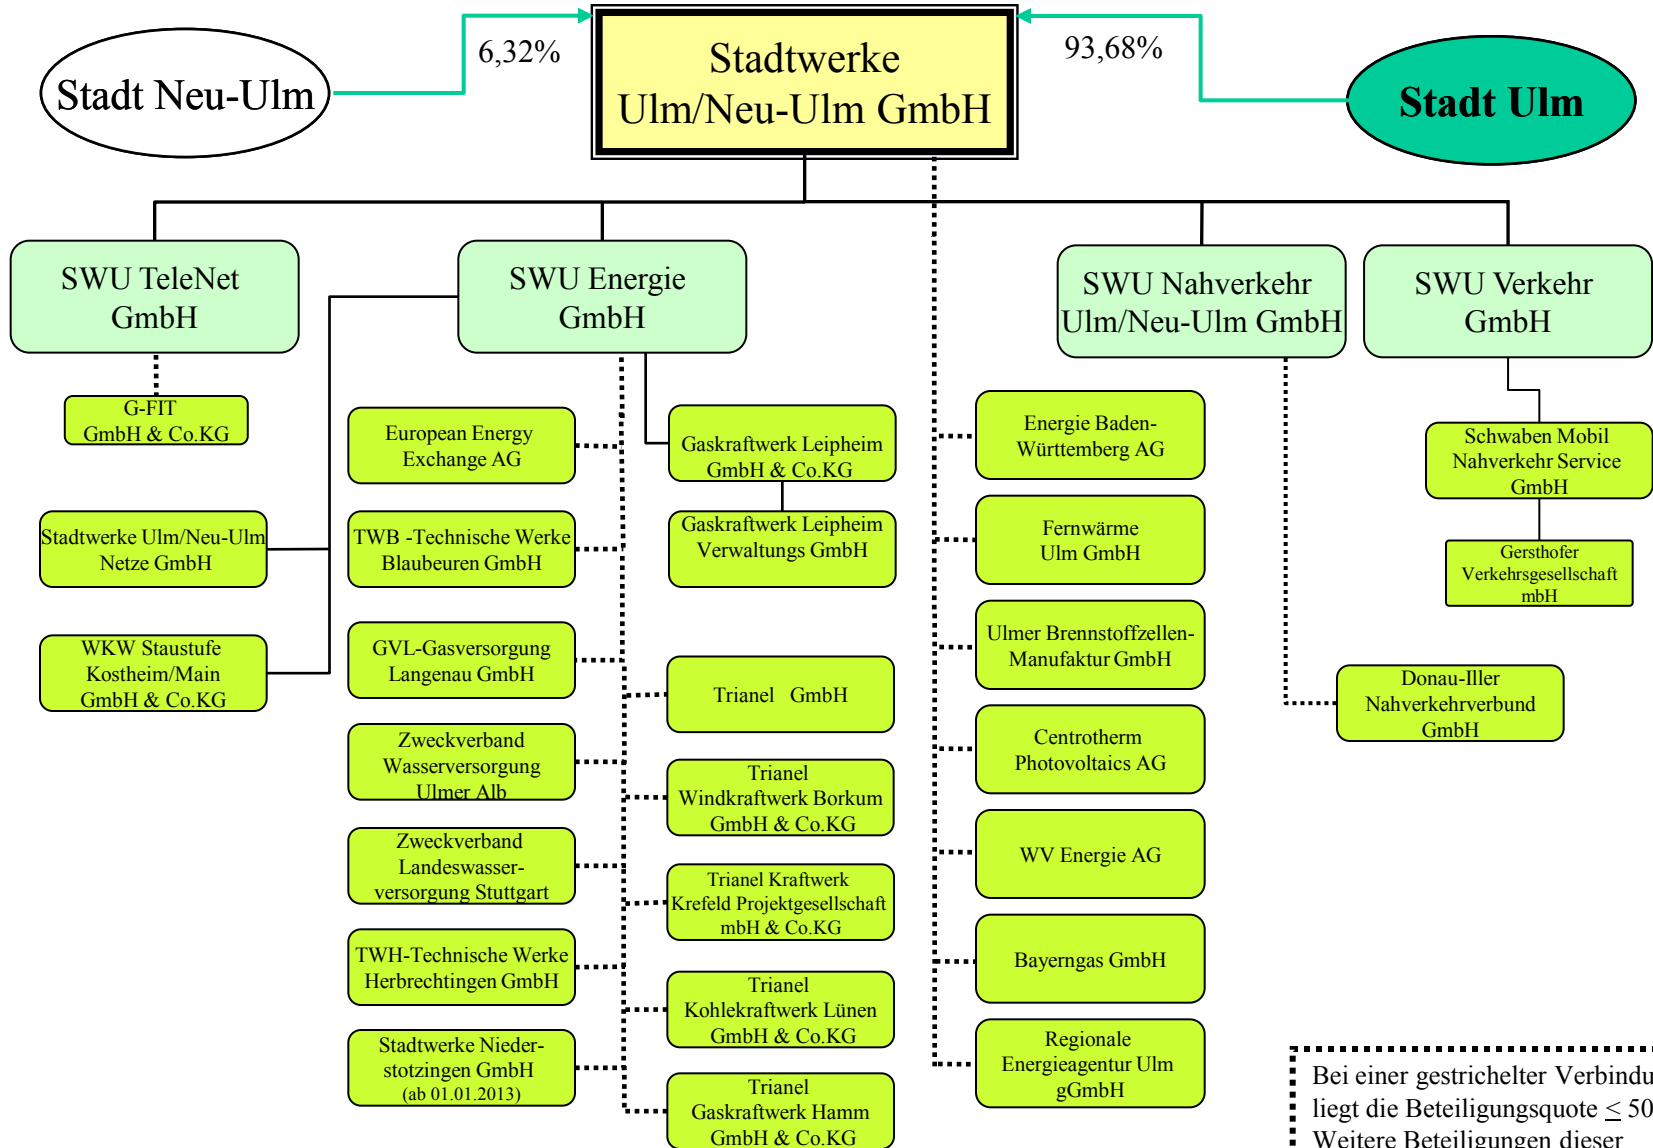 6,32%
93,68%
Stadtwerke
Ulm/Neu-Ulm GmbH
Stadt Neu-Ulm
Stadt Ulm
SWU TeleNet
GmbH
SWU Energie
GmbH
SWU Nahverkehr
Ulm/Neu-Ulm GmbH
SWU Verkehr
GmbH
G-FIT
GmbH & Co.KG
Stadtwerke Ulm/Neu-Ulm
Netze GmbH
WKW Staustufe
Kostheim/Main
GmbH & Co.KG
European Energy
Exchange AG
TWB -Technische Werke
Blaubeuren GmbH
GVL-Gasversorgung
Langenau GmbH
Zweckverband
Wasserversorgung
Ulmer Alb
Zweckverband
Landeswasser-
versorgung Stuttgart
TWH-Technische Werke
Herbrechtingen GmbH
Stadtwerke Nieder-
stotzingen GmbH
(ab 01.01.2013)
Gaskraftwerk Leipheim
GmbH & Co.KG
Gaskraftwerk Leipheim
Verwaltungs GmbH
Trianel GmbH
Trianel
Windkraftwerk Borkum
GmbH & Co.KG
Trianel Kraftwerk
Krefeld Projektgesellschaft
mbH & Co.KG
Trianel
Kohlekraftwerk Lünen
GmbH & Co.KG
Trianel
Gaskraftwerk Hamm
GmbH & Co.KG
Energie Baden-
Württemberg AG
Fernwärme
Ulm GmbH
Ulmer Brennstoffzellen-
Manufaktur GmbH
Centrotherm
Photovoltaics AG
WV Energie AG
Bayerngas GmbH
Regionale
Energieagentur Ulm
gGmbH
Schwaben Mobil
Nahverkehr Service
GmbH
Gersthofer
Verkehrsgesellschaft
mbH
Donau-Iller
Nahverkehrverbund
GmbH
Bei einer gestrichelter
liegt die Beteiligungsquote ≤ 50
Weitere Beteiligungen dieser